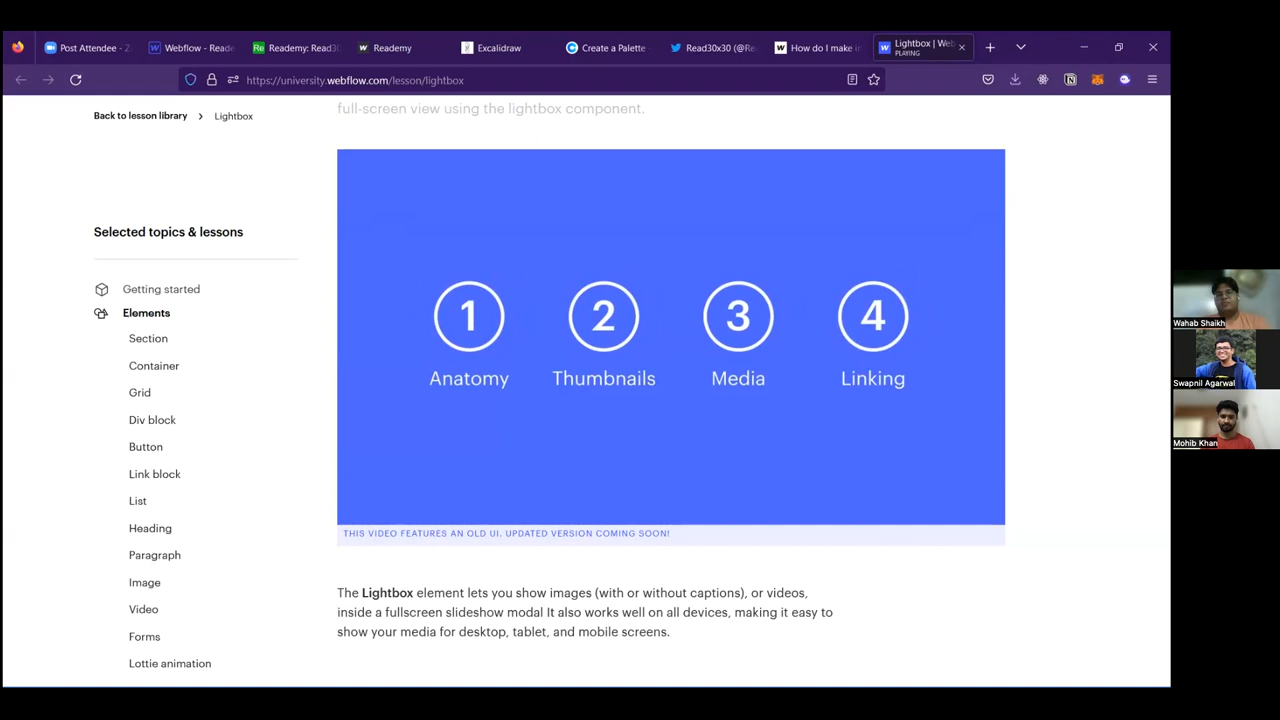 Post Attendee - Z
Webflow - Reade
Re Reademy: Read30
Reademy
Excalidraw
Create a Palette
Read30x30 (@Re
How do I make i
Lightbox | Web
PLAYING
https://university.webflow.com/lesson/lightbox
Back to lesson library > Lightbox
full-screen view using the lightbox component.
Selected topics & lessons
Getting started
Elements
Section
Container
Grid
Div block
Button
Link block
List
Heading
Paragraph
Image
Video
Forms
Lottie animation
1 2 3 4
Anatomy Thumbnails Media Linking
THIS VIDEO FEATURES AN OLD UI. UPDATED VERSION COMING SOON!
The Lightbox element lets you show images (with or without captions), or videos,
inside a fullscreen slideshow modal It also works well on all devices, making it easy to
show your media for desktop, tablet, and mobile screens.
Wahab Shaikh
Swapnil Agarwal
Mohib Khan